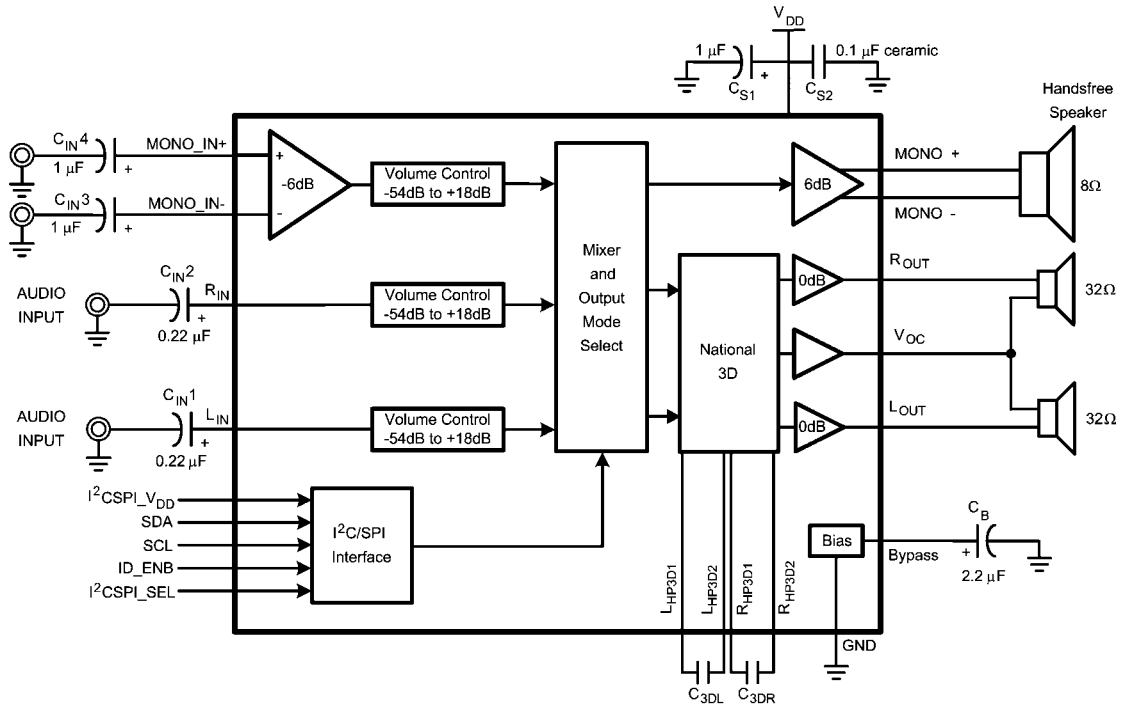 V_DD
1 µF
+
C_S1
0.1 µF ceramic
C_S2
Handsfree
Speaker
C_IN4
1 µF
+
MONO_IN+
+
-6dB
Volume Control
-54dB to +18dB
6dB
MONO +
8Ω
C_IN3
1 µF
+
MONO_IN-
-
MONO -
AUDIO
INPUT
C_IN2
+
0.22 µF
R_IN
Volume Control
-54dB to +18dB
Mixer
and
Output
Mode
Select
National
3D
0dB
R_OUT
32Ω
V_OC
AUDIO
INPUT
C_IN1
+
0.22 µF
L_IN
Volume Control
-54dB to +18dB
0dB
L_OUT
32Ω
I²CSPI_V_DD
SDA
SCL
ID_ENB
I²CSPI_SEL
I²C/SPI
Interface
Bias
Bypass
C_B
+
2.2 µF
L_HP3D1
L_HP3D2
R_HP3D1
R_HP3D2
GND
C_3DL
C_3DR